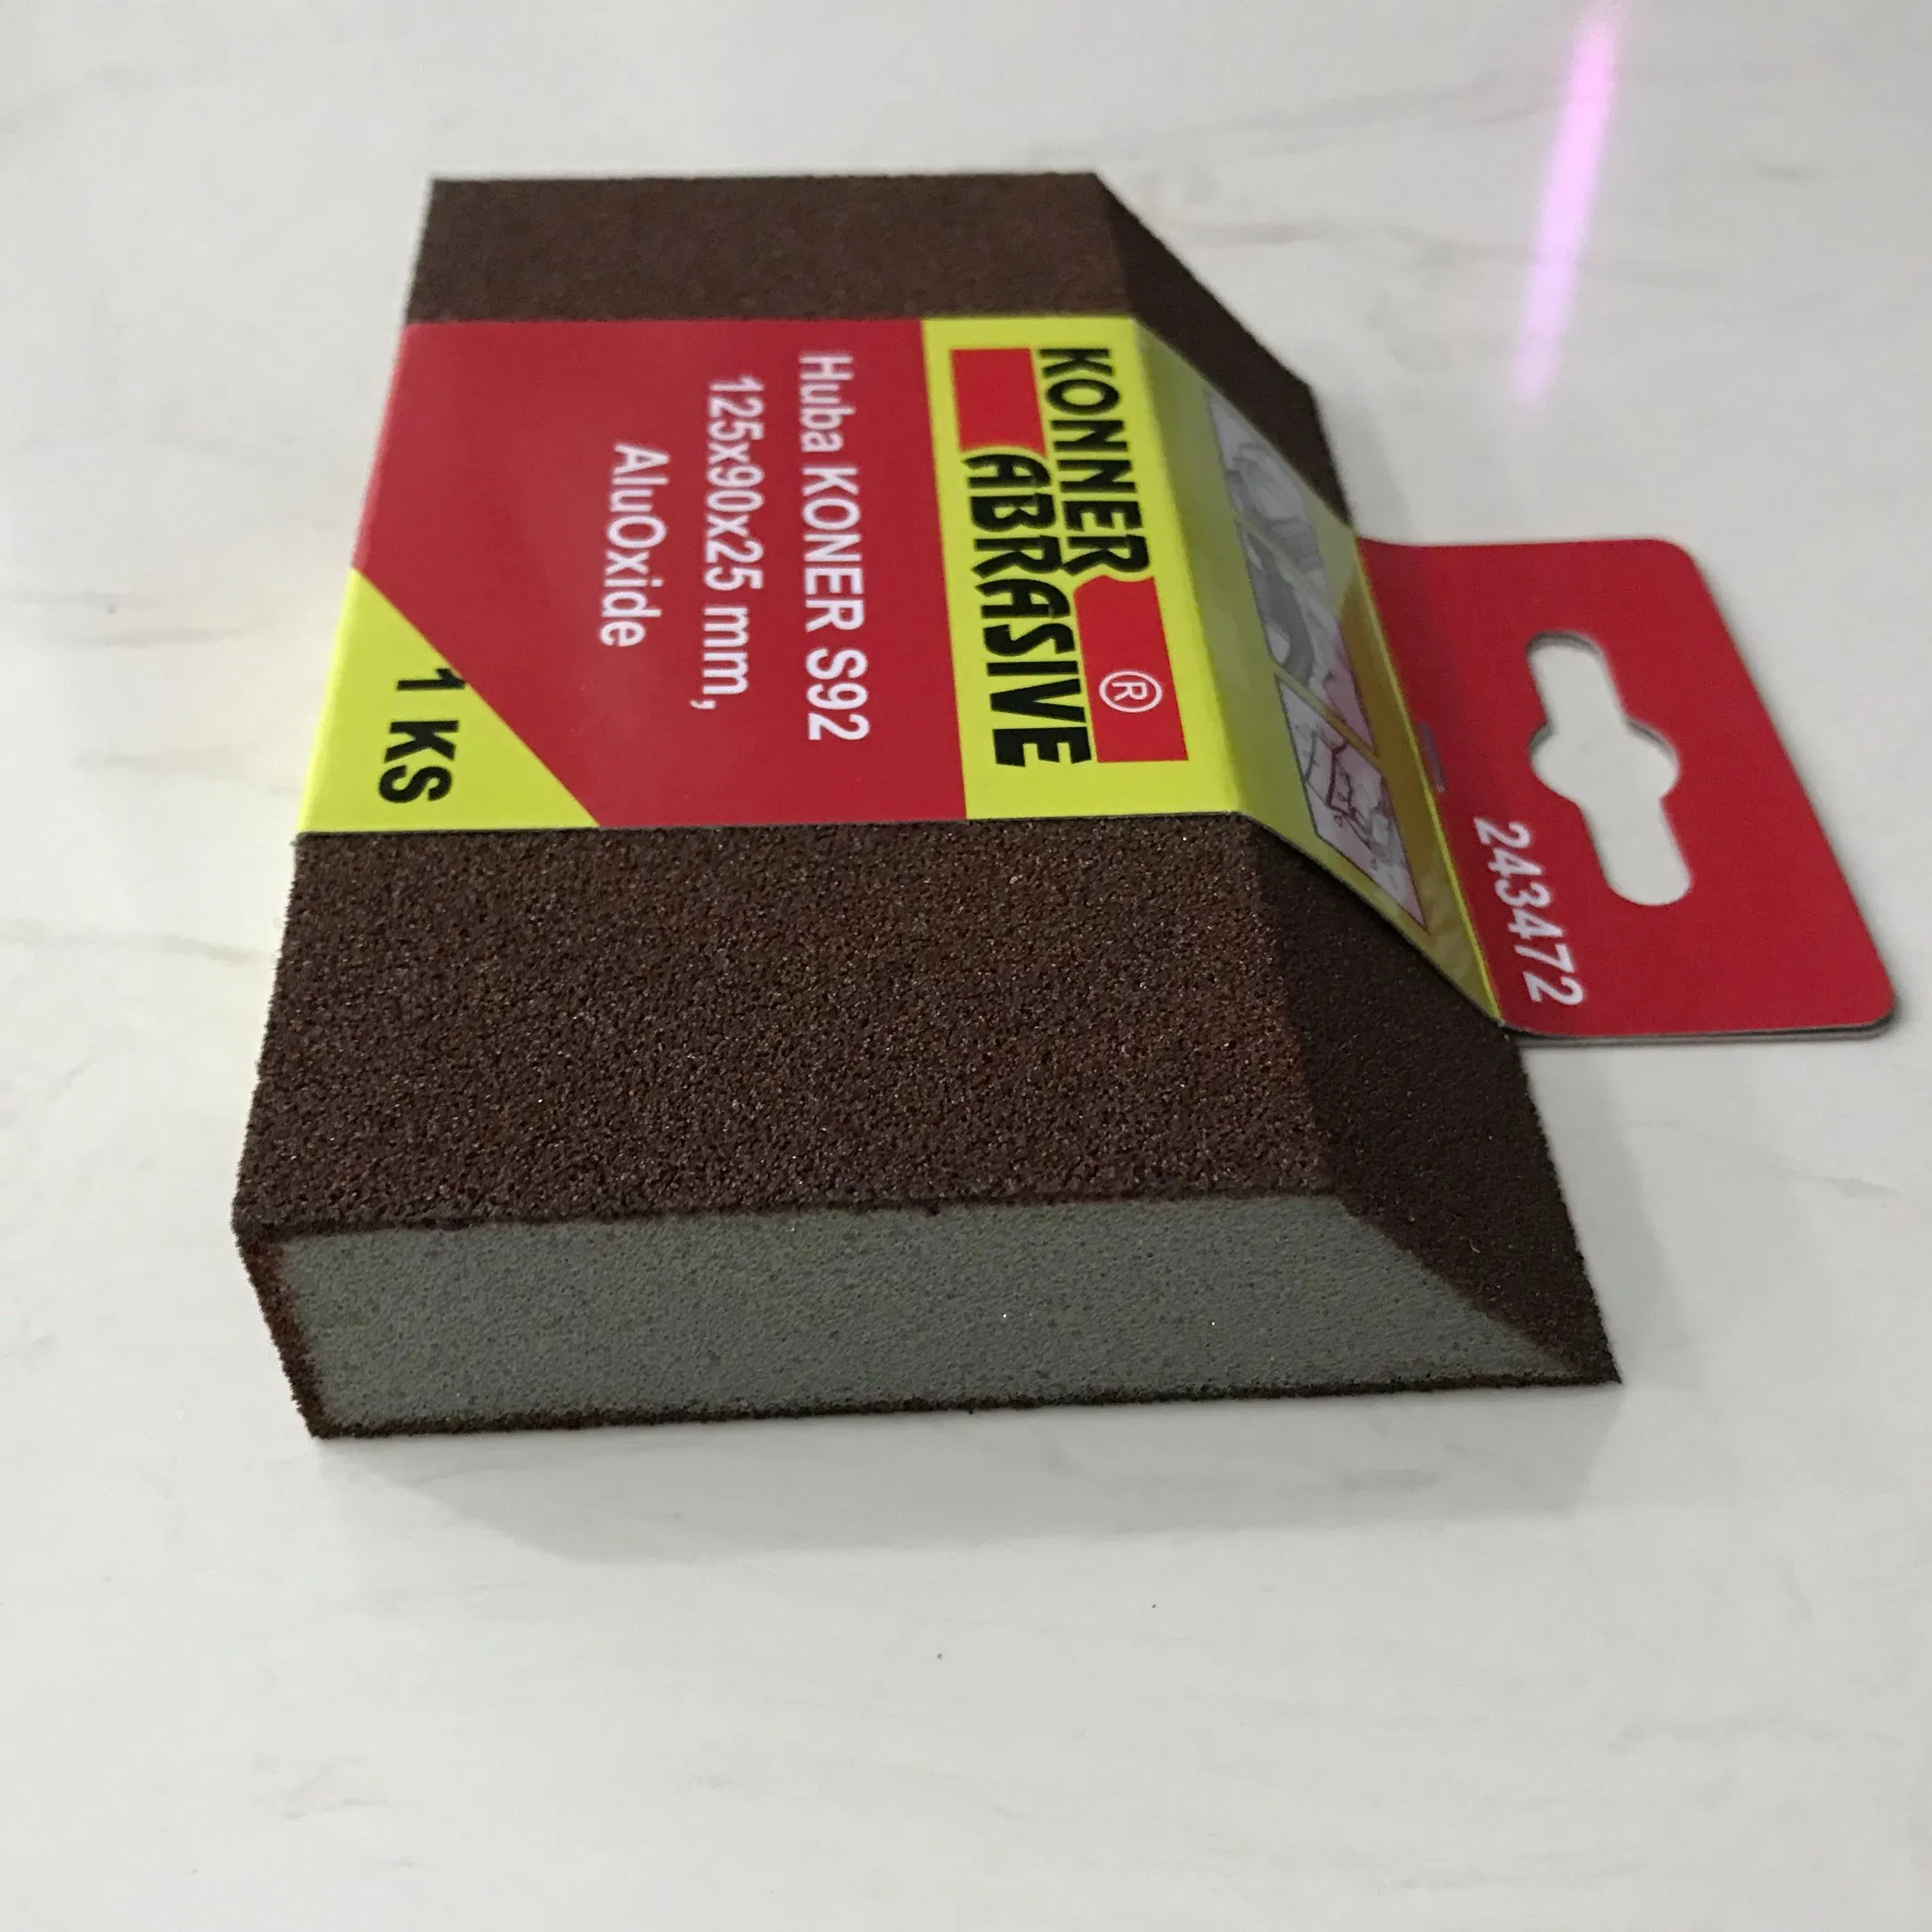 243472
KONNER
ABRASIVE ®
Huba KONER S92
125x90x25 mm,
AluOxide
1 KS